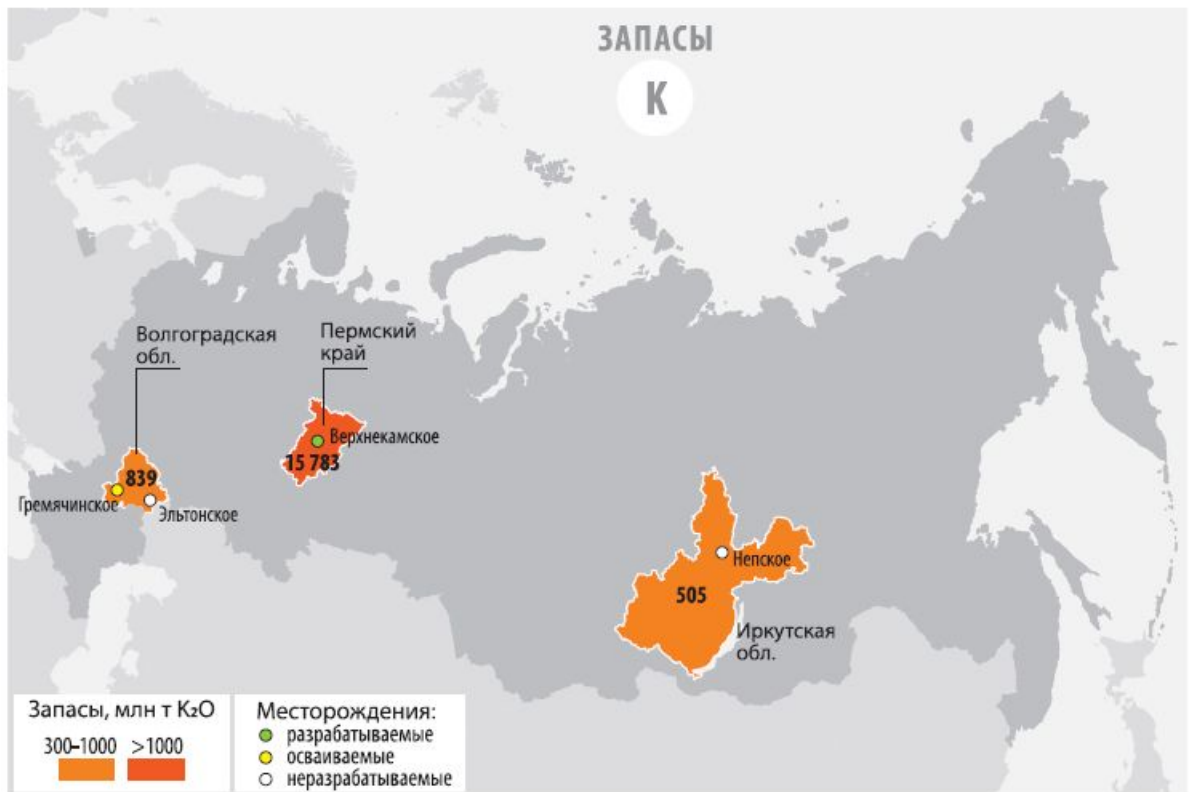 ЗАПАСЫ
K
Волгоградская
обл.
Пермский
край
Верхнекамское
15 783
839
Гремячинское
Эльтонское
Непское
505
Иркутская
обл.
Запасы, млн т K₂O
300–1000 >1000
Месторождения:
разрабатываемые
осваиваемые
неразрабатываемые